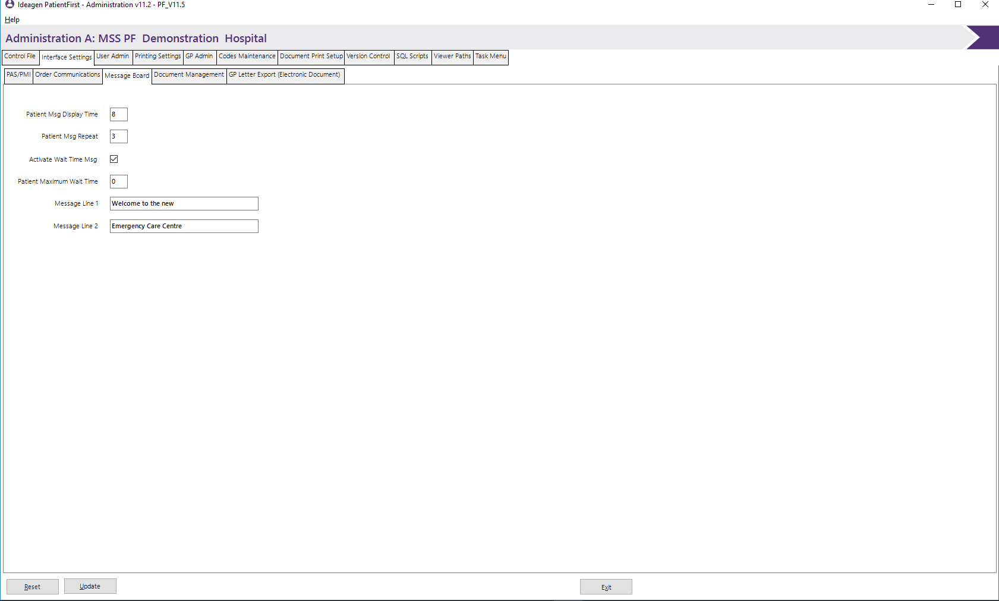 Ideagen PatientFirst - Administration v11.2 - PF_V11.5
Help
Administration A: MSS PF Demonstration Hospital
Control File Interface Settings User Admin Printing Settings GP Admin Codes Maintenance Document Print Setup Version Control SQL Scripts Viewer Paths Task Menu
PAS/PMI Order Communications Message Board Document Management GP Letter Export (Electronic Document)
Patient Msg Display Time 8
Patient Msg Repeat 3
Activate Wait Time Msg
Patient Maximum Wait Time 0
Message Line 1 Welcome to the new
Message Line 2 Emergency Care Centre
Reset Update Exit